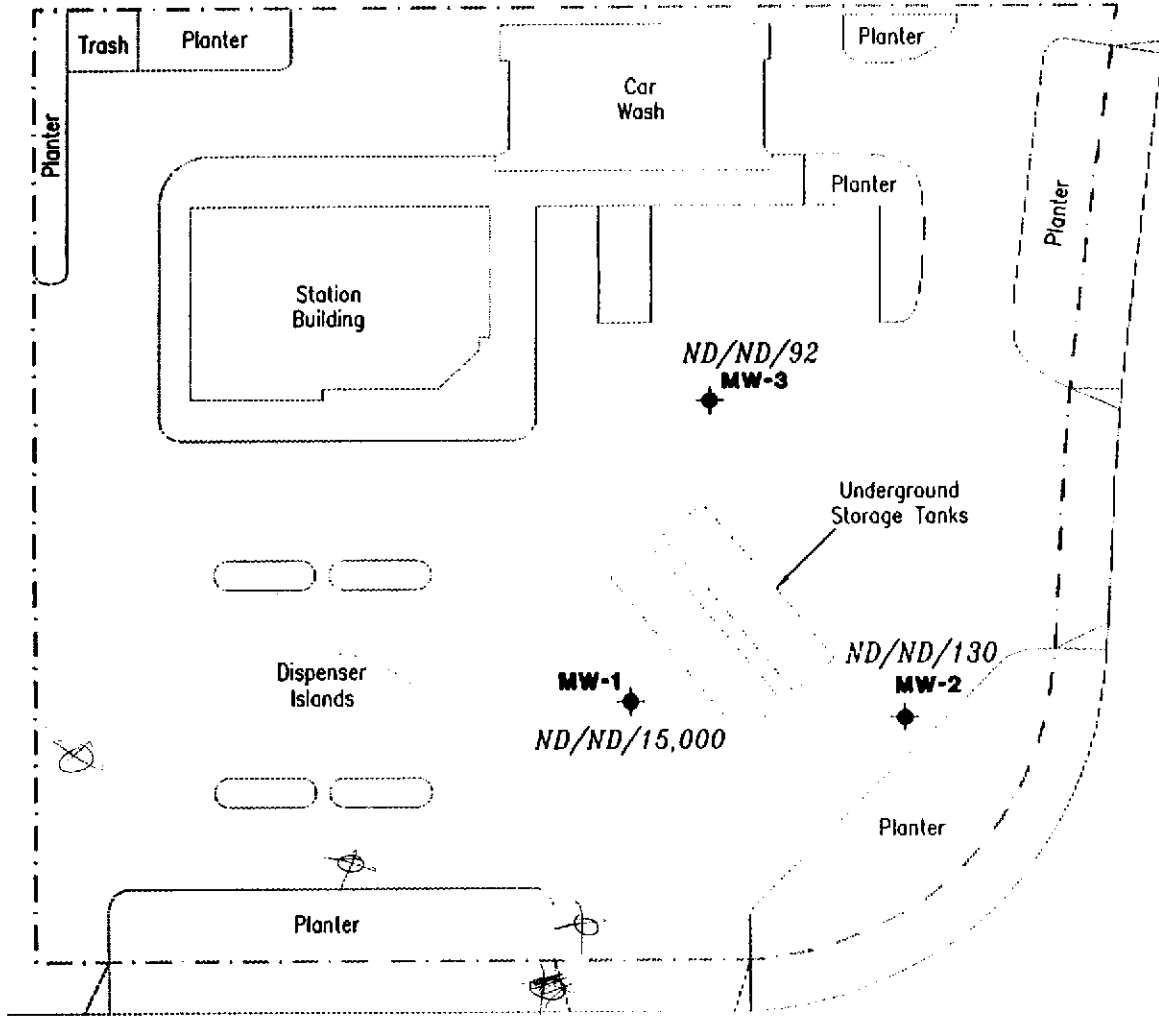 Trash
Planter
Planter
Car
Wash
Planter
Planter
Planter
Station
Building
ND/ND/92
MW-3
Underground
Storage Tanks
ND/ND/130
MW-2
Dispenser
Islands
MW-1
ND/ND/15,000
Planter
Planter